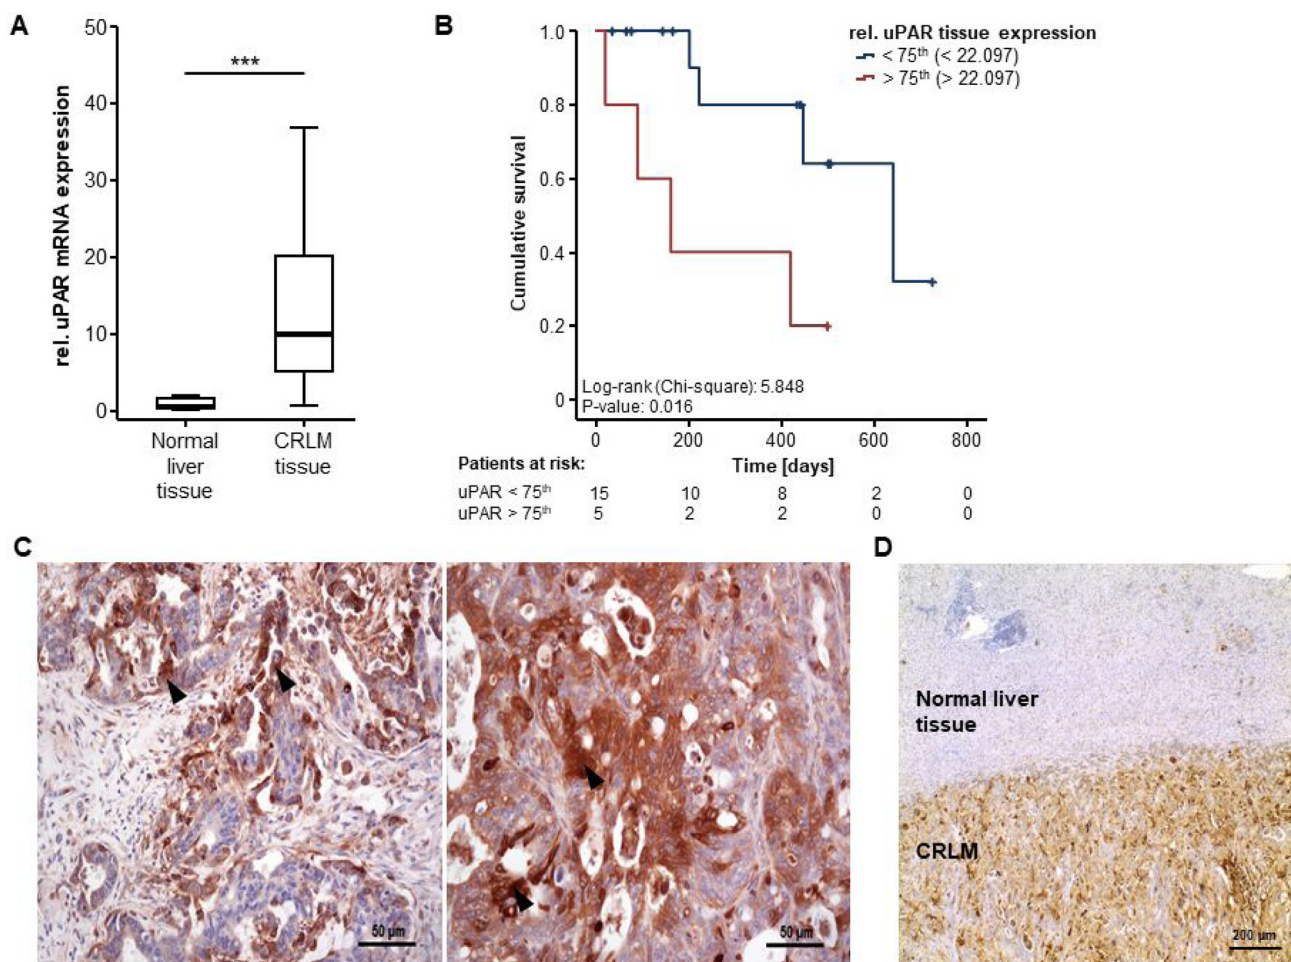 A
50
40
30
20
10
0
rel. uPAR mRNA expression
***
Normal
liver
tissue
CRLM
tissue
B
rel. uPAR tissue expression
< 75th (< 22.097)
> 75th (> 22.097)
1.0
0.8
0.6
0.4
0.2
0
Cumulative survival
Log-rank (Chi-square): 5.848
P-value: 0.016
0 200 400 600 800
Patients at risk: Time [days]
uPAR < 75th 15 10 8 2 0
uPAR > 75th 5 2 2 0 0
C
50 µm
50 µm
D
Normal liver
tissue
CRLM
200 µm